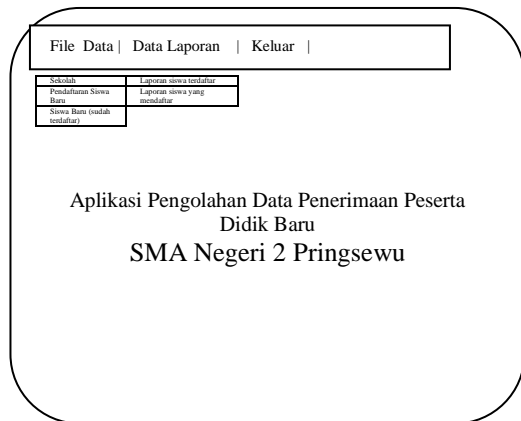 File Data | Data Laporan | Keluar |
Sekolah Laporan siswa terdaftar
Pendaftaran Siswa Laporan siswa yang
Baru mendaftar
Siswa Baru (sudah
terdaftar)
Aplikasi Pengolahan Data Penerimaan Peserta
Didik Baru
SMA Negeri 2 Pringsewu